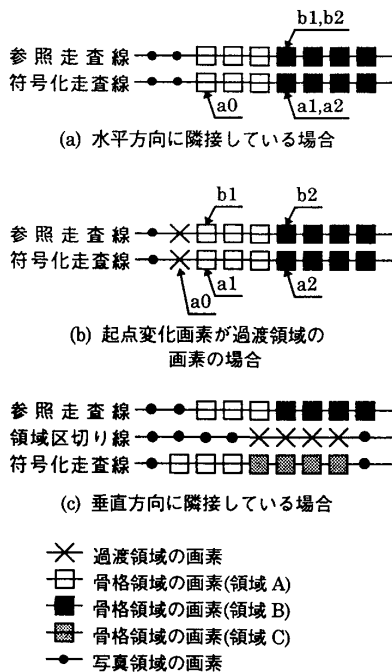 b1,b2
参照走査線
符号化走査線
a0
a1,a2
(a) 水平方向に隣接している場合
b1
b2
参照走査線
符号化走査線
a0
a1
a2
(b) 起点変化画素が過渡領域の
画素の場合
参照走査線
領域区切り線
符号化走査線
(c) 垂直方向に隣接している場合
過渡領域の画素
骨格領域の画素(領域 A)
骨格領域の画素(領域 B)
骨格領域の画素(領域 C)
写真領域の画素